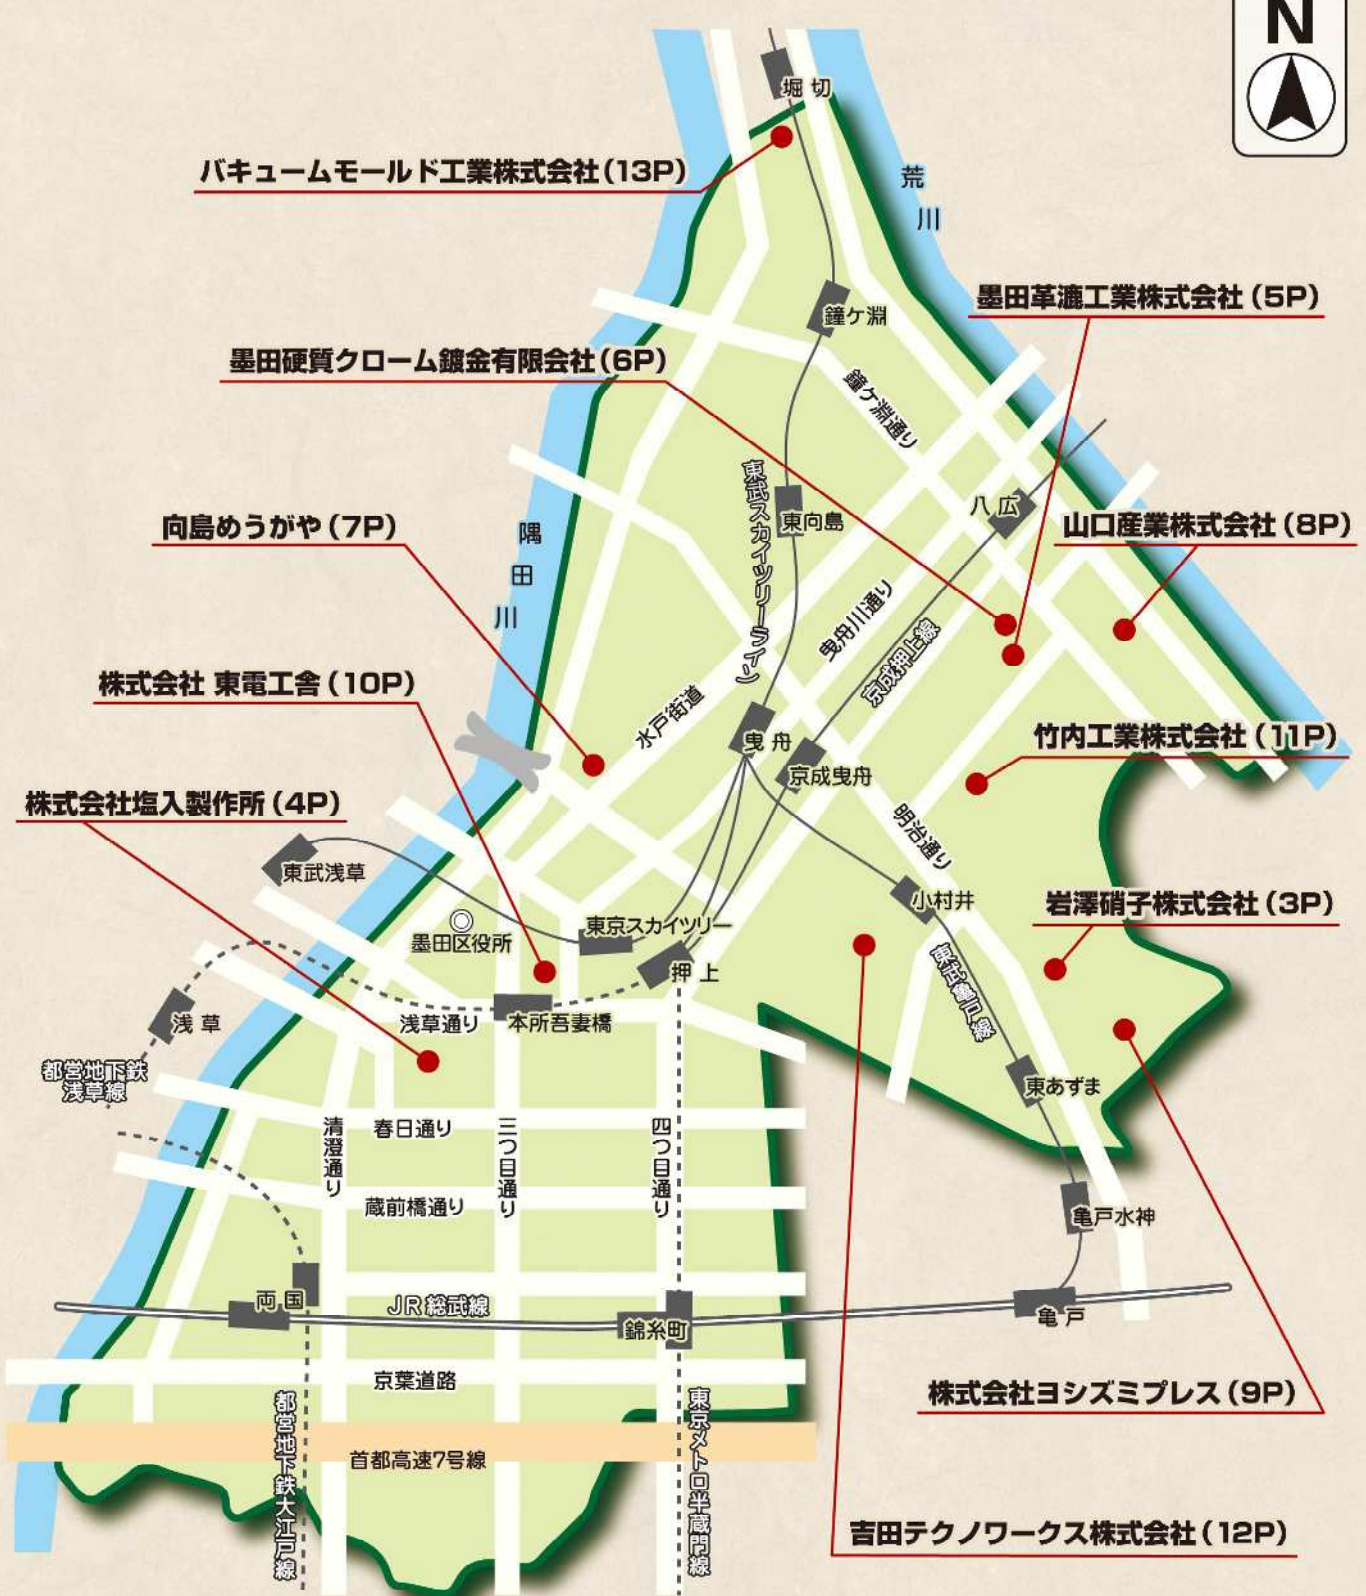 N
堀切
バキュームモールド工業株式会社(13P)
荒川
墨田革漉工業株式会社(5P)
鐘ケ淵
墨田硬質クローム鍍金有限会社(6P)
鐘ケ淵通り
東武スカイツリーライン
八広
東向島
向島めうがや(7P)
隅田川
山口産業株式会社(8P)
曳舟川通り
京成押上線
株式会社 東電工舎(10P)
水戸街道
曳舟
竹内工業株式会社(11P)
京成曳舟
株式会社塩入製作所(4P)
明治通り
東武浅草
小村井
岩澤硝子株式会社(3P)
東京スカイツリー
墨田区役所
押上
東武亀戸線
浅草
浅草通り
本所吾妻橋
都営地下鉄
浅草線
東あずま
清澄通り
春日通り
三つ目通り
四つ目通り
蔵前橋通り
亀戸水神
両国
JR総武線
錦糸町
亀戸
京葉道路
株式会社ヨシズミプレス(9P)
都営地下鉄大江戸線
東京メトロ半蔵門線
首都高速7号線
吉田テクノワークス株式会社(12P)